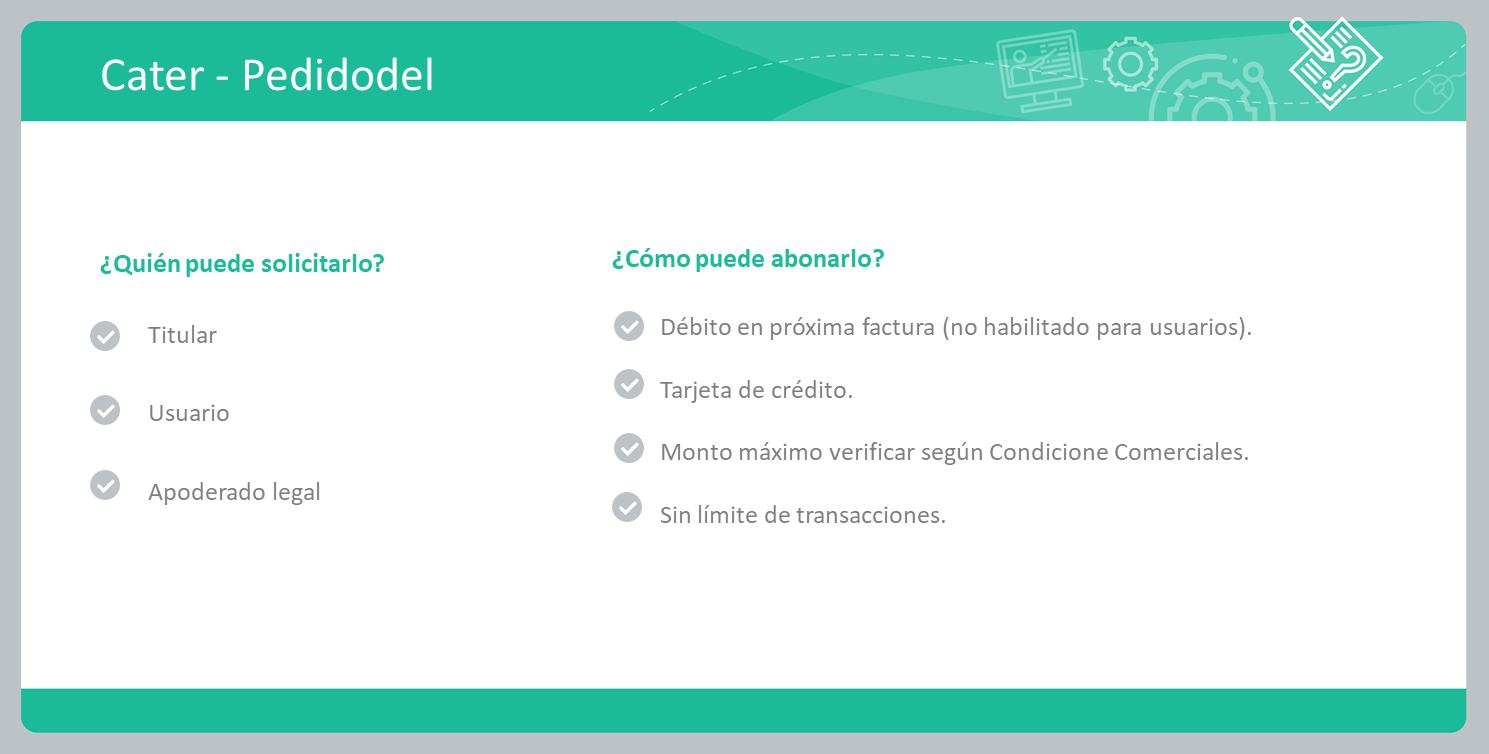 Cater - Pedidodel
¿Quién puede solicitarlo?
Titular
Usuario
Apoderado legal
¿Cómo puede abonarlo?
Débito en próxima factura (no habilitado para usuarios).
Tarjeta de crédito.
Monto máximo verificar según Condicione Comerciales.
Sin límite de transacciones.